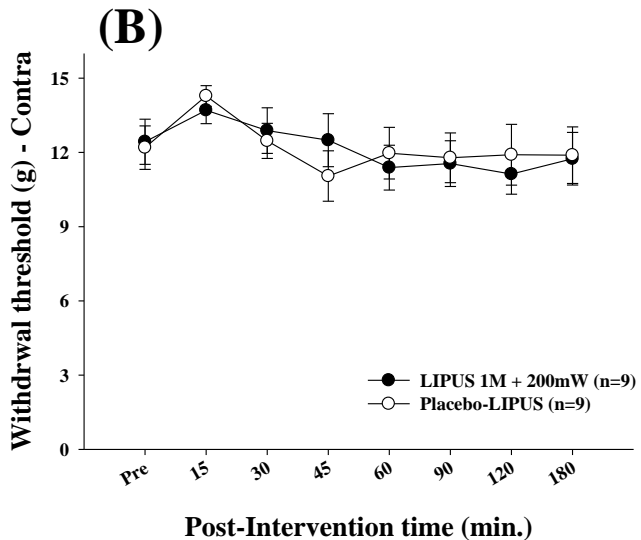 (B)
Withdrwal threshold (g) - Contra
15
12
9
6
3
0
LIPUS 1M + 200mW (n=9)
Placebo-LIPUS (n=9)
Pre 15 30 45 60 90 120 180
Post-Intervention time (min.)